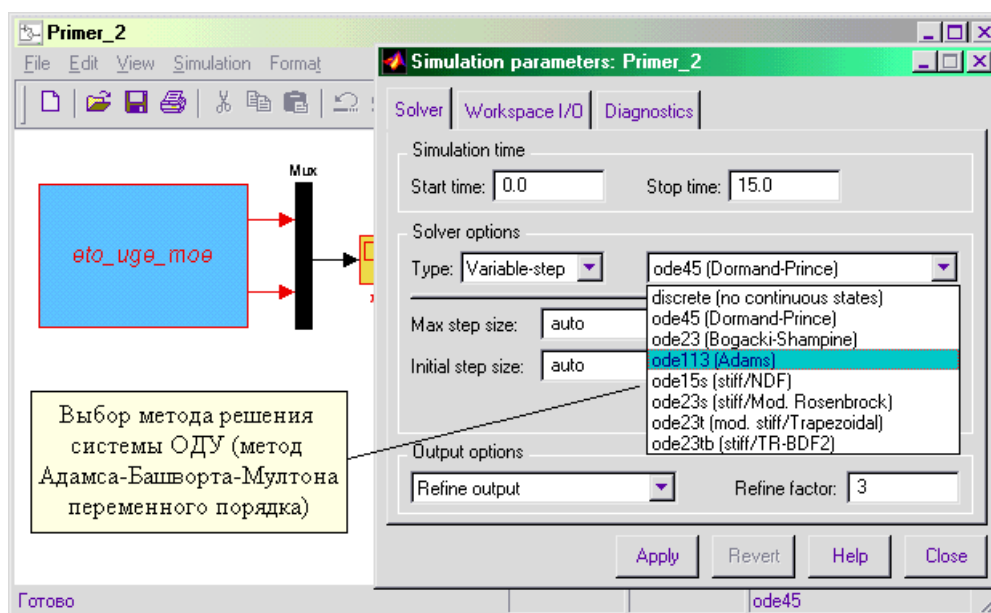 Primer_2
File Edit View Simulation Format
Simulation parameters: Primer_2
Solver Workspace I/O Diagnostics
Simulation time
Start time: 0.0 Stop time: 15.0
Solver options
Type: Variable-step ode45 (Dormand-Prince)
discrete (no continuous states)
ode45 (Dormand-Prince)
ode23 (Bogacki-Shampine)
ode113 (Adams)
ode15s (stiff/NDF)
ode23s (stiff/Mod. Rosenbrock)
ode23t (mod. stiff/Trapezoidal)
ode23tb (stiff/TR-BDF2)
Max step size: auto
Initial step size: auto
Output options
Refine output Refine factor: 3
Apply Revert Help Close
Mux
eto_uge_moe
Выбор метода решения
системы ОДУ (метод
Адамса-Башворта-Мултона
переменного порядка)
Готово ode45